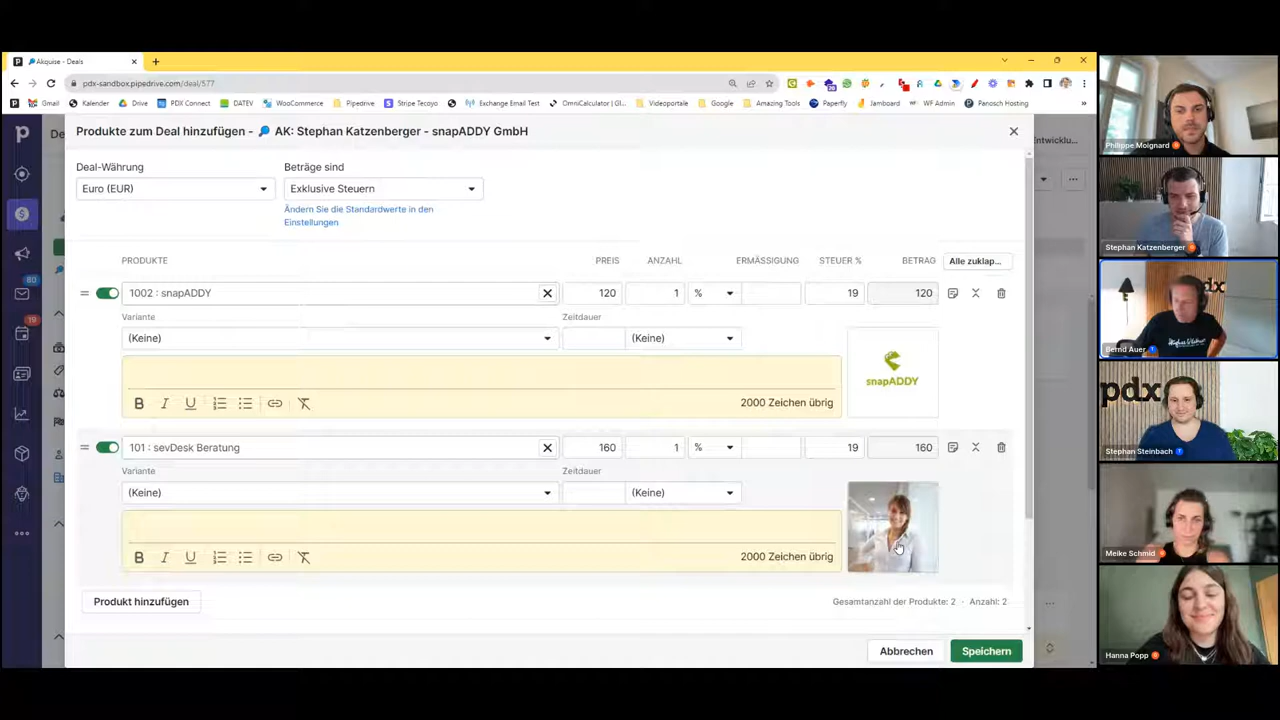 Akquise - Deals
pdx-sandbox.pipedrive.com/deal/577
Gmail Kalender Drive PDX Connect DATEV WooCommerce Pipedrive Stripe Tecoyo Exchange Email Test OmniCalculator | Gl... Videoportale Google Amazing Tools Paperfly Jamboard WF Admin Panosch Hosting
Produkte zum Deal hinzufügen - AK: Stephan Katzenberger - snapADDY GmbH
Deal-Währung Beträge sind
Euro (EUR) Exklusive Steuern
Ändern Sie die Standardwerte in den
Einstellungen
PRODUKTE PREIS ANZAHL ERMÄSSIGUNG STEUER % BETRAG Alle zuklap...
1002 : snapADDY 120 1 % 19 120
Variante Zeitdauer
(Keine) (Keine)
snapADDY
B I U 2000 Zeichen übrig
101 : sevDesk Beratung 160 1 % 19 160
Variante Zeitdauer
(Keine) (Keine)
B I U 2000 Zeichen übrig
Produkt hinzufügen Gesamtanzahl der Produkte: 2 · Anzahl: 2
Abbrechen Speichern
80
19
Philippe Moignard
Stephan Katzenberger
Bernd Auer
pdx
Stephan Steinbach
Meike Schmid
Hanna Popp